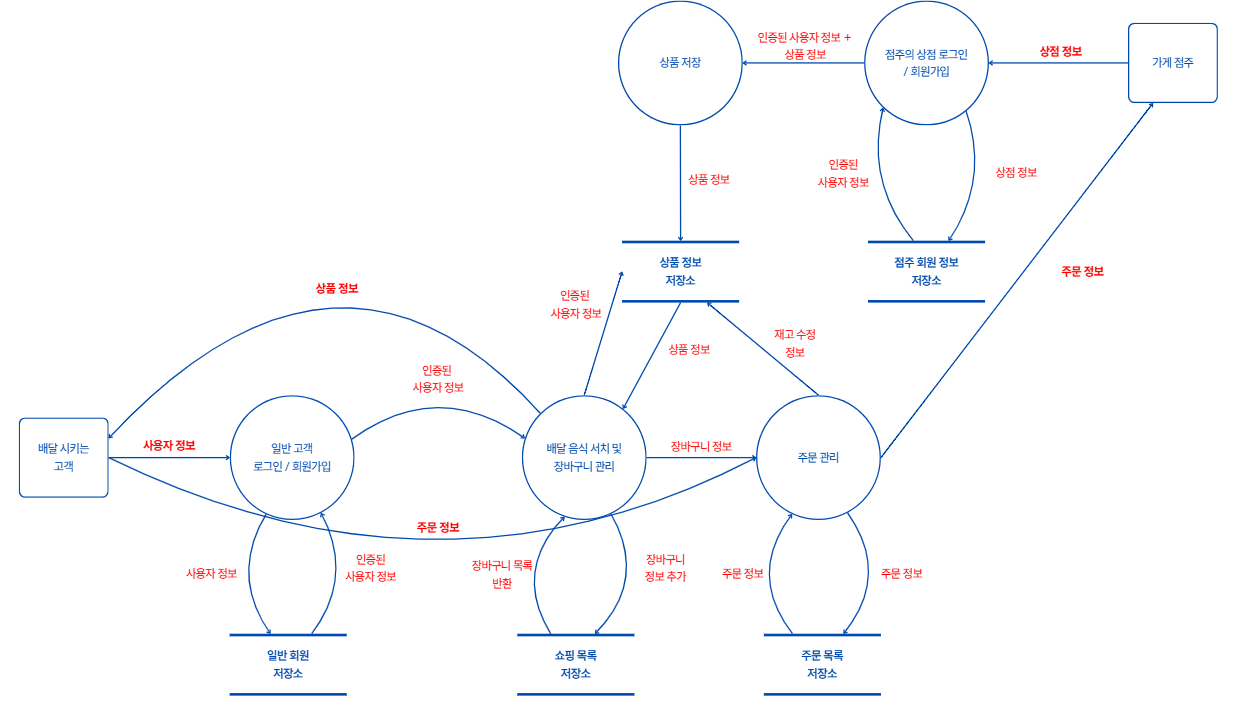 상품 저장
인증된 사용자 정보 +
상품 정보
점주의 상점 로그인
/ 회원가입
상점 정보
가게 점주
상품 정보
인증된
사용자 정보
상점 정보
상품 정보
저장소
점주 회원 정보
저장소
주문 정보
상품 정보
인증된
사용자 정보
상품 정보
재고 수정
정보
인증된
사용자 정보
배달 시키는
고객
사용자 정보
일반 고객
로그인 / 회원가입
배달 음식 서치 및
장바구니 관리
장바구니 정보
주문 관리
주문 정보
사용자 정보
인증된
사용자 정보
장바구니 목록
반환
장바구니
정보 추가
주문 정보
주문 정보
일반 회원
저장소
쇼핑 목록
저장소
주문 목록
저장소